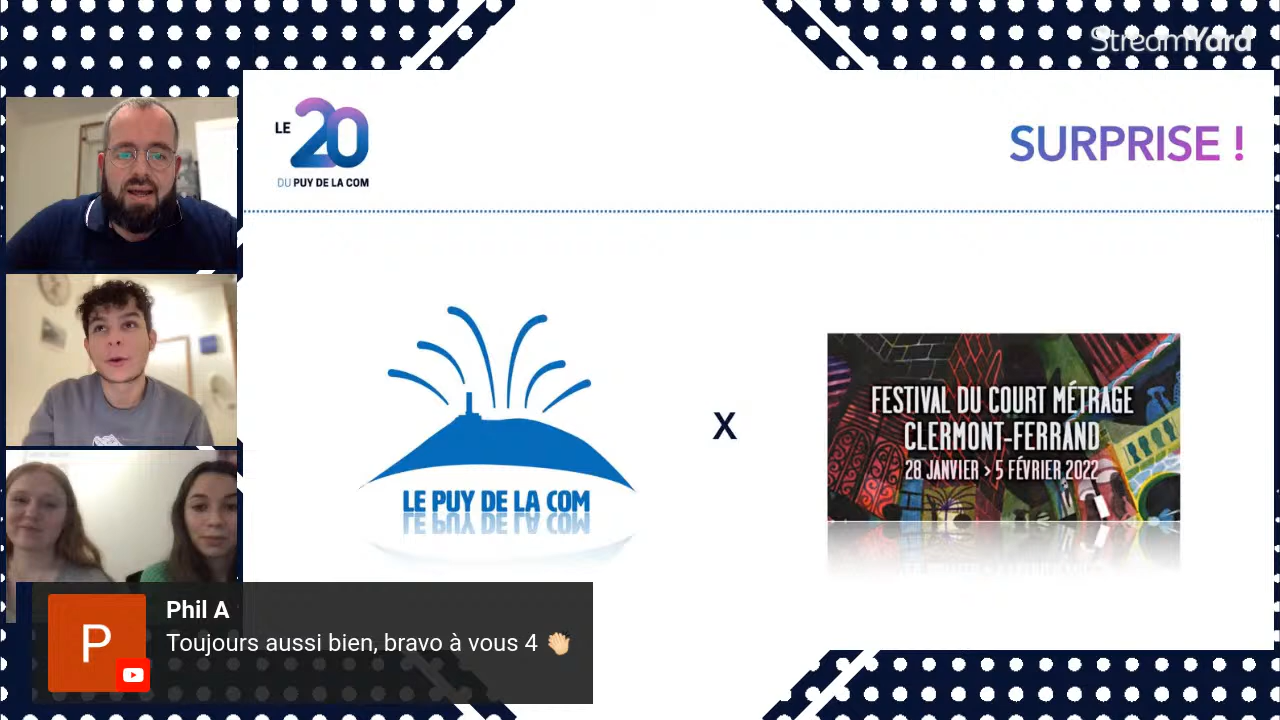 StreamYard
LE 20
DU PUY DE LA COM
SURPRISE !
LE PUY DE LA COM
X
FESTIVAL DU COURT MÉTRAGE
CLERMONT-FERRAND
28 JANVIER > 5 FÉVRIER 2022
P
Phil A
Toujours aussi bien, bravo à vous 4 👏🏻